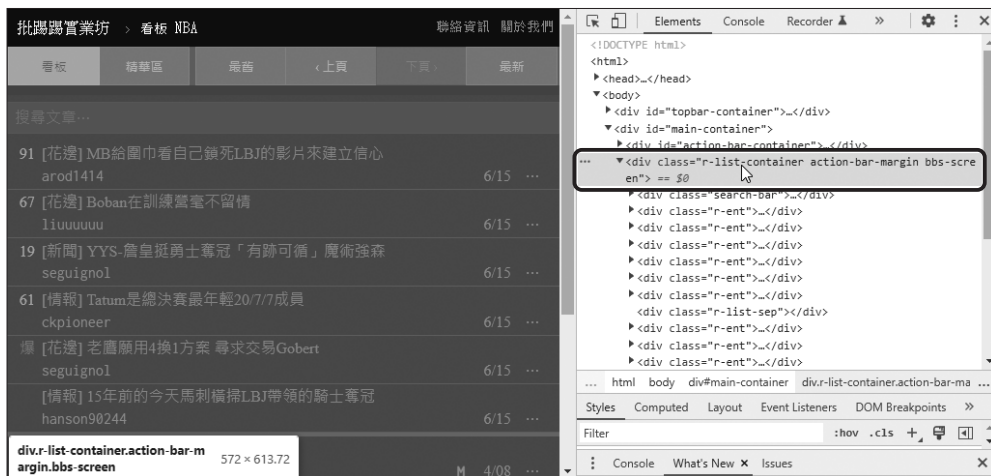 批踢踢實業坊 › 看板 NBA 聯絡資訊 關於我們
看板 精華區 最舊 ‹ 上頁 下頁 › 最新
搜尋文章⋯
91 [花邊] MB給圍巾看自己鎖死LBJ的影片來建立信心
arod1414 6/15 ⋯
67 [花邊] Boban在訓練營毫不留情
liuuuuuu 6/15 ⋯
19 [新聞] YYS-詹皇挺勇士奪冠「有跡可循」魔術強森
seguignol 6/15 ⋯
61 [情報] Tatum是總決賽最年輕20/7/7成員
ckpioneer 6/15 ⋯
爆 [花邊] 老鷹願用4換1方案 尋求交易Gobert
seguignol 6/15 ⋯
[情報] 15年前的今天馬刺橫掃LBJ帶領的騎士奪冠
hanson90244 6/15 ⋯
div.r-list-container.action-bar-m
argin.bbs-screen 572 × 613.72
M 4/08 ⋯
Elements Console Recorder » ⋮ ×
<!DOCTYPE html>
<html>
▶<head>…</head>
▼<body>
▶<div id="topbar-container">…</div>
▼<div id="main-container">
▶<div id="action-bar-container">…</div>
⋯ ▼<div class="r-list-container action-bar-margin bbs-scre
en"> == $0
▶<div class="search-bar">…</div>
▶<div class="r-ent">…</div>
▶<div class="r-ent">…</div>
▶<div class="r-ent">…</div>
▶<div class="r-ent">…</div>
▶<div class="r-ent">…</div>
▶<div class="r-ent">…</div>
<div class="r-list-sep"></div>
▶<div class="r-ent">…</div>
▶<div class="r-ent">…</div>
▶<div class="r-ent">…</div>
... html body div#main-container div.r-list-container.action-bar-ma ...
Styles Computed Layout Event Listeners DOM Breakpoints »
Filter :hov .cls +
⋮ Console What's New × Issues ×